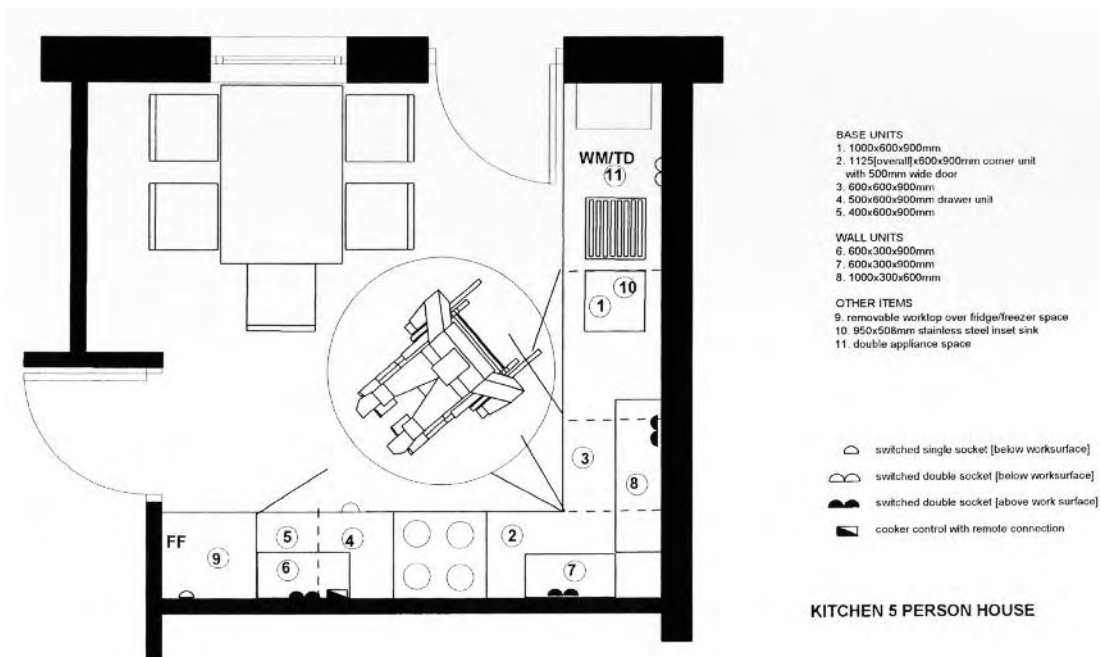 WM/TD
11
10
1
3
8
FF
9
5
4
2
6
7
BASE UNITS
1. 1000x600x900mm
2. 1125[overall]x600x900mm corner unit
with 500mm wide door
3. 600x600x900mm
4. 500x600x900mm drawer unit
5. 400x600x900mm
WALL UNITS
6. 600x300x900mm
7. 600x300x900mm
8. 1000x300x600mm
OTHER ITEMS
9. removable worktop over fridge/freezer space
10. 950x508mm stainless steel inset sink
11. double appliance space
switched single socket [below worksurface]
switched double socket [below worksurface]
switched double socket [above work surface]
cooker control with remote connection
KITCHEN 5 PERSON HOUSE